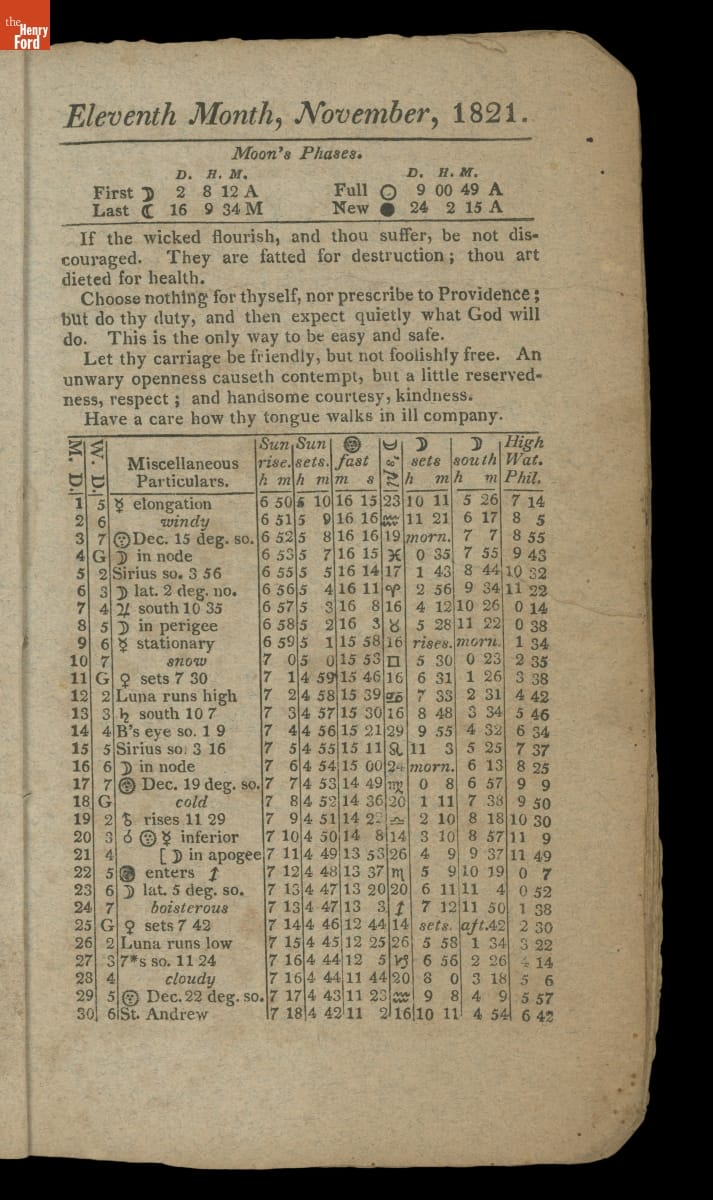 the
Henry
Ford
Eleventh Month, November, 1821.
Moon's Phases.
D. H. M. D. H. M.
First ☽ 2 8 12 A Full ☉ 9 00 49 A
Last ☾ 16 9 34 M New ● 24 2 15 A
If the wicked flourish, and thou suffer, be not dis-
couraged. They are fatted for destruction; thou art
dieted for health.
Choose nothing for thyself, nor prescribe to Providence;
but do thy duty, and then expect quietly what God will
do. This is the only way to be easy and safe.
Let thy carriage be friendly, but not foolishly free. An
unwary openness causeth contempt, but a little reserved-
ness, respect; and handsome courtesy, kindness.
Have a care how thy tongue walks in ill company.
M. D. W. D. Miscellaneous Particulars. Sun rise. h m Sun sets. h m ☉ fast m s ☽ pl's. ☽ sets h m ☽ south h m High Wat. Phil.
1 5 ☿ elongation 6 50 5 10 16 15 23 10 11 5 26 7 14
2 6 windy 6 51 5 9 16 16 ♒ 11 21 6 17 8 5
3 7 ☉ Dec. 15 deg. so. 6 52 5 8 16 16 19 morn. 7 7 8 55
4 G ☽ in node 6 53 5 7 16 15 ♓ 0 35 7 55 9 43
5 2 Sirius so. 3 56 6 55 5 5 16 14 17 1 43 8 44 10 32
6 3 ☽ lat. 2 deg. no. 6 56 5 4 16 11 ♈ 2 56 9 34 11 22
7 4 ♃ south 10 35 6 57 5 3 16 8 16 4 12 10 26 0 14
8 5 ☽ in perigee 6 58 5 2 16 3 ♉ 5 28 11 22 0 38
9 6 ☿ stationary 6 59 5 1 15 58 16 rises. morn. 1 34
10 7 snow 7 0 5 0 15 53 ♊ 5 30 0 23 2 35
11 G ♀ sets 7 30 7 1 4 59 15 46 16 6 31 1 26 3 38
12 2 Luna runs high 7 2 4 58 15 39 ♋ 7 33 2 31 4 42
13 3 ♄ south 10 7 7 3 4 57 15 30 16 8 48 3 34 5 46
14 4 B's eye so. 1 9 7 4 4 56 15 21 29 9 55 4 32 6 34
15 5 Sirius so. 3 16 7 5 4 55 15 11 ♌ 11 3 5 25 7 37
16 6 ☽ in node 7 6 4 54 15 00 24 morn. 6 13 8 25
17 7 ☉ Dec. 19 deg. so. 7 7 4 53 14 49 ♍ 0 8 6 57 9 9
18 G cold 7 8 4 52 14 36 20 1 11 7 38 9 50
19 2 ♁ rises 11 29 7 9 4 51 14 ♎ 2 10 8 18 10 30
20 3 ☌ ☉ ☿ inferior 7 10 4 50 14 8 14 3 10 8 57 11 9
21 4 [☽ in apogee 7 11 4 49 13 53 26 4 9 9 37 11 49
22 5 ☉ enters ♐ 7 12 4 48 13 37 ♏ 5 9 10 19 0 7
23 6 ☽ lat. 5 deg. so. 7 13 4 47 13 20 20 6 11 11 4 0 52
24 7 boisterous 7 13 4 47 13 3 ♐ 7 12 11 50 1 38
25 G ♀ sets 7 42 7 14 4 46 12 44 14 sets. aft. 42 2 30
26 2 Luna runs low 7 15 4 45 12 25 26 5 58 1 34 3 22
27 3 7*s so. 11 24 7 16 4 44 12 5 ♑ 6 56 2 26 4 14
28 4 cloudy 7 16 4 44 11 44 20 8 0 3 18 5 6
29 5 ☉ Dec. 22 deg. so. 7 17 4 43 11 23 ♒ 9 8 4 9 5 57
30 6 St. Andrew 7 18 4 42 11 2 16 10 11 4 54 6 42